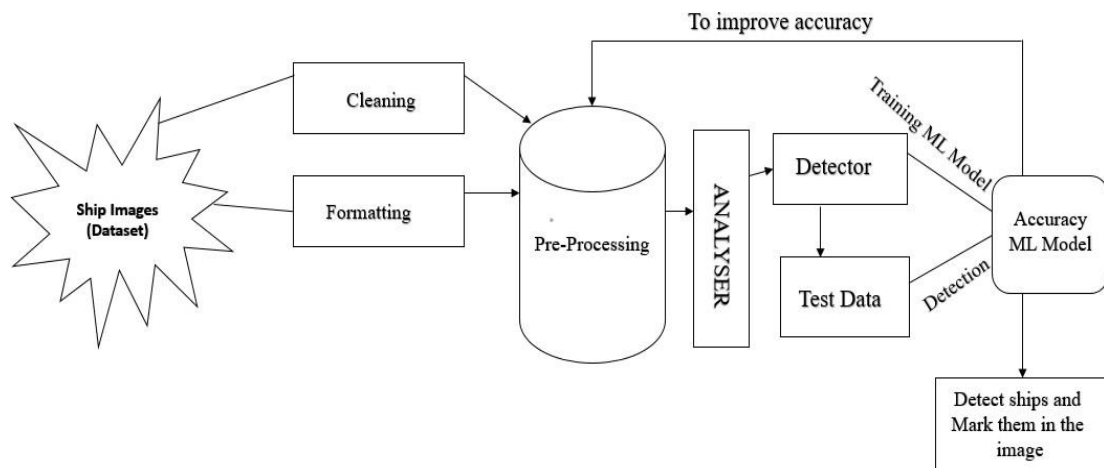 To improve accuracy
Cleaning
Ship Images
(Dataset)
Formatting
Pre-Processing
ANALYSER
Detector
Test Data
Training ML Model
Detection
Accuracy
ML Model
Detect ships and
Mark them in the
image